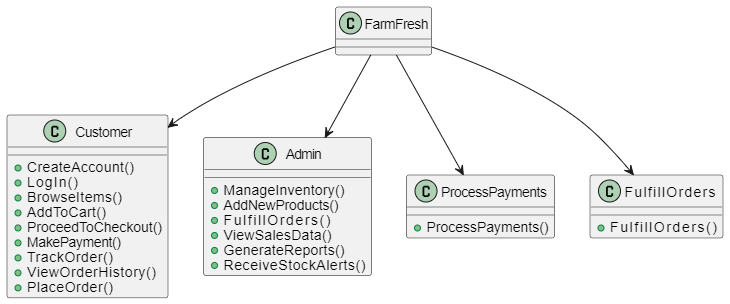 C FarmFresh
C Customer
CreateAccount()
LogIn()
BrowseItems()
AddToCart()
ProceedToCheckout()
MakePayment()
TrackOrder()
ViewOrderHistory()
PlaceOrder()
C Admin
ManageInventory()
AddNewProducts()
FulfillOrders()
ViewSalesData()
GenerateReports()
ReceiveStockAlerts()
C ProcessPayments
ProcessPayments()
C FulfillOrders
FulfillOrders()